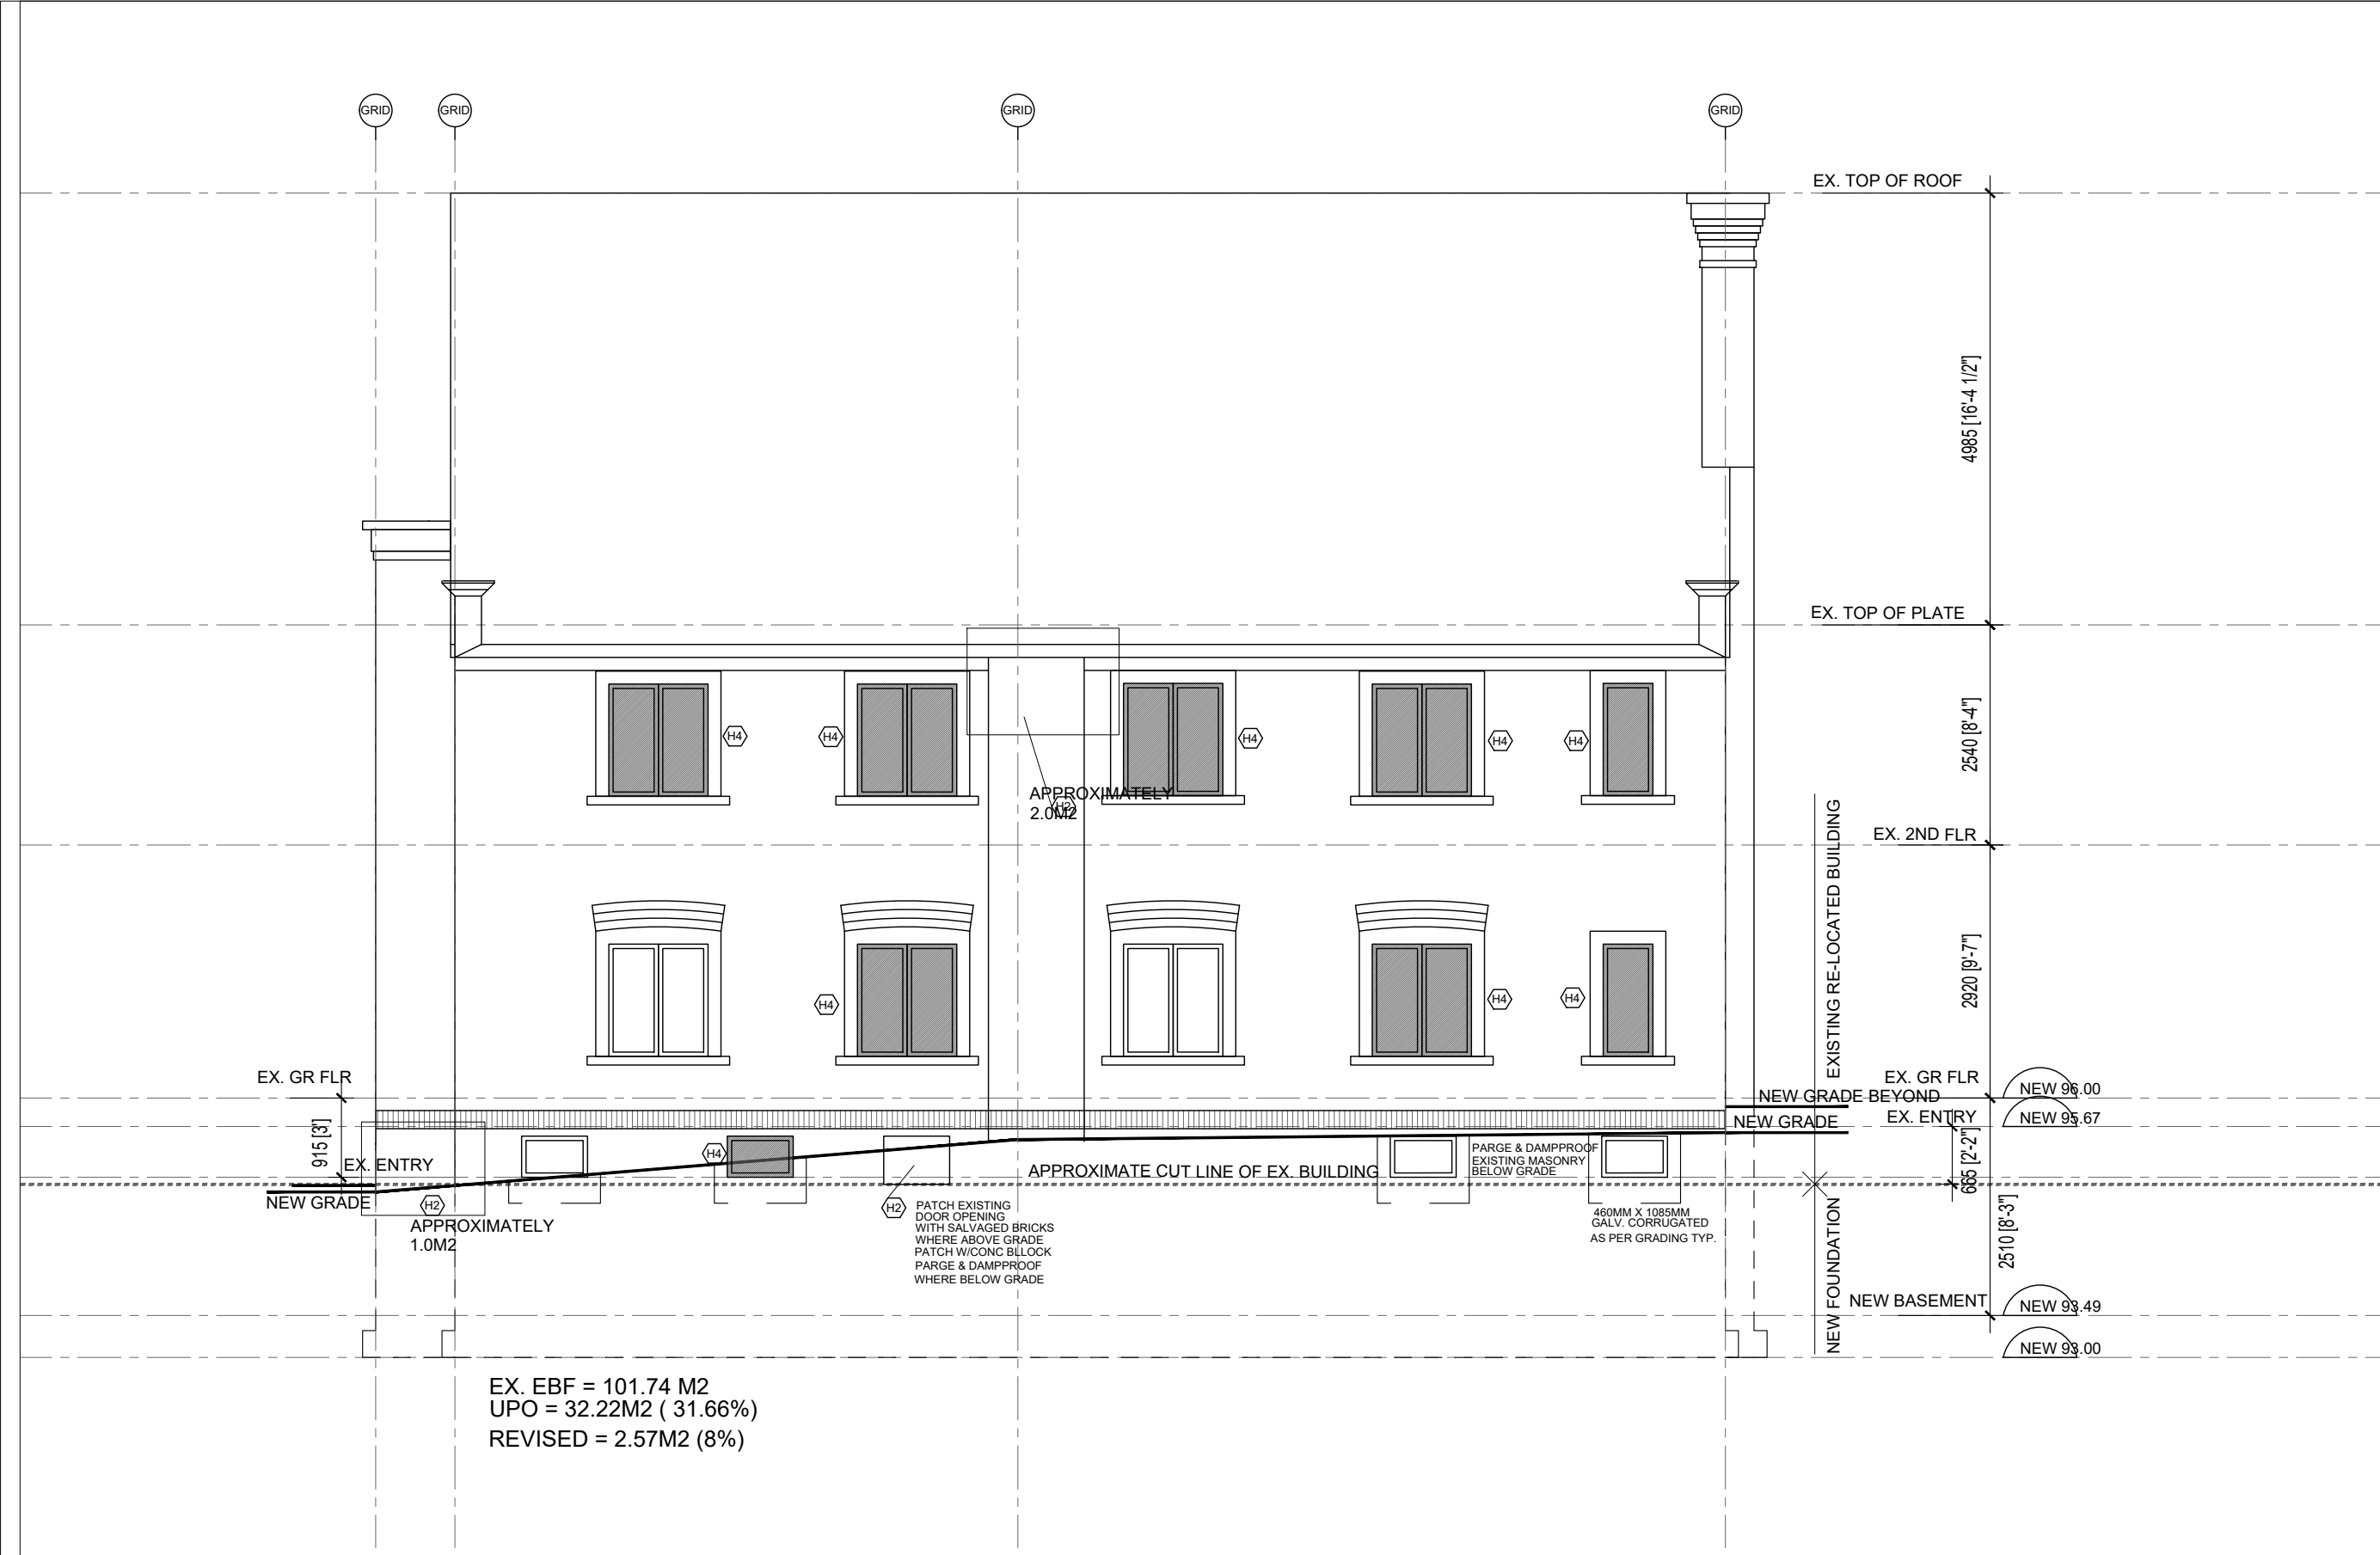 GRID
GRID
GRID
GRID
EX. TOP OF ROOF
4985 [16'-4 1/2"]
EX. TOP OF PLATE
2540 [8'-4"]
H4
H4
H4
H4
H4
APPROXIMATELY
2.0M2
H2
EX. 2ND FLR
EXISTING RE-LOCATED BUILDING
2920 [9'-7"]
H4
H4
H4
EX. GR FLR
EX. GR FLR
NEW 96.00
NEW GRADE BEYOND
EX. ENTRY
NEW 95.67
NEW GRADE
915 [3']
H4
EX. ENTRY
APPROXIMATE CUT LINE OF EX. BUILDING
PARGE & DAMPPROOF
EXISTING MASONRY
BELOW GRADE
665 [2'-2"]
NEW GRADE
H2
APPROXIMATELY
1.0M2
H2
PATCH EXISTING
DOOR OPENING
WITH SALVAGED BRICKS
WHERE ABOVE GRADE
PATCH W/CONC BLLOCK
PARGE & DAMPPROOF
WHERE BELOW GRADE
460MM X 1085MM
GALV. CORRUGATED
AS PER GRADING TYP.
2510 [8'-3"]
NEW FOUNDATION
NEW BASEMENT
NEW 93.49
NEW 93.00
EX. EBF = 101.74 M2
UPO = 32.22M2 ( 31.66%)
REVISED = 2.57M2 (8%)